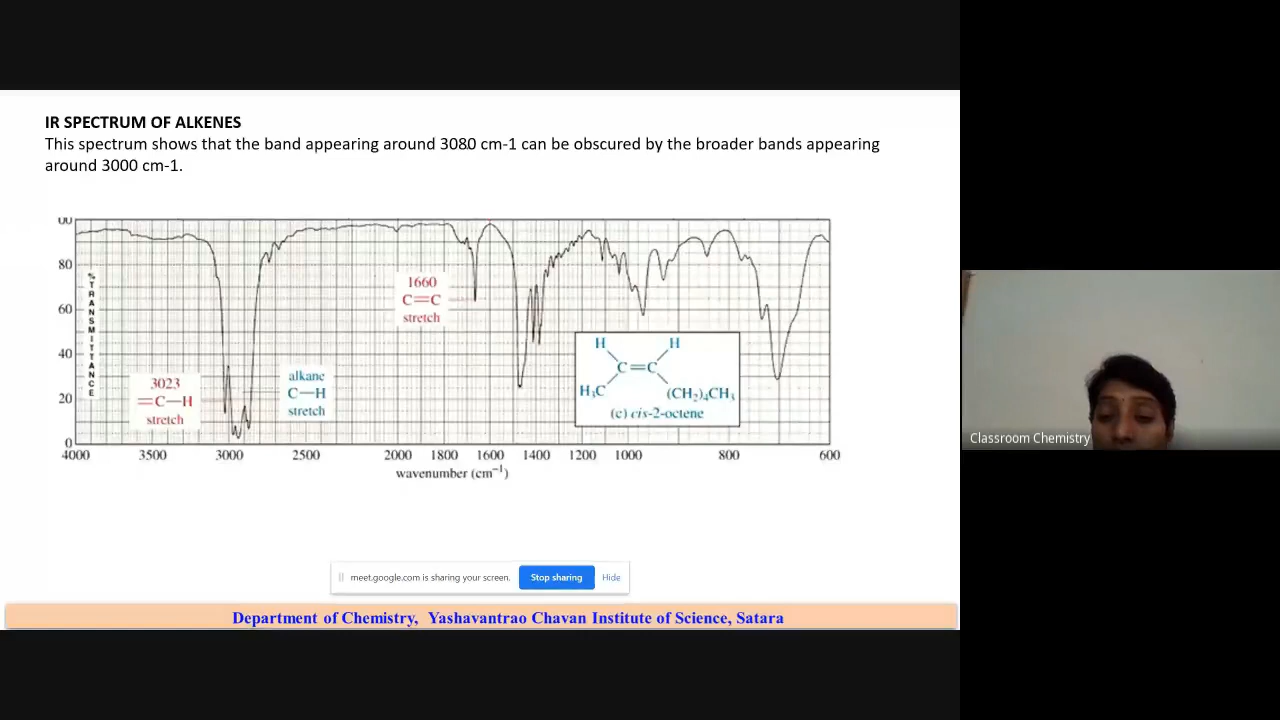 IR SPECTRUM OF ALKENES
This spectrum shows that the band appearing around 3080 cm-1 can be obscured by the broader bands appearing
around 3000 cm-1.
00
80
60
40
20
0
%TRANSMITTANCE
1660
C=C
stretch
3023
=C—H
stretch
alkane
C—H
stretch
H H
C=C
H3C (CH2)4CH3
(c) cis-2-octene
4000 3500 3000 2500 2000 1800 1600 1400 1200 1000 800 600
wavenumber (cm−1)
Classroom Chemistry
meet.google.com is sharing your screen. Stop sharing Hide
Department of Chemistry, Yashavantrao Chavan Institute of Science, Satara